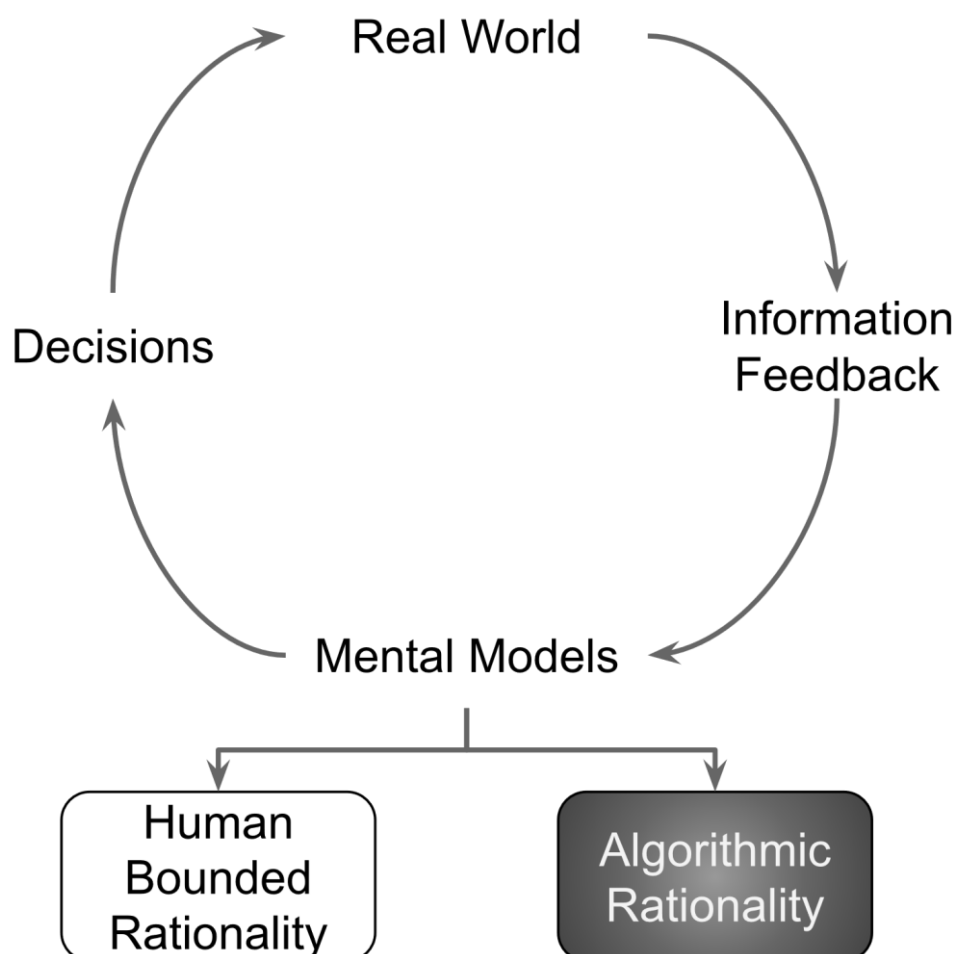 Real World
Decisions
Information
Feedback
Mental Models
Human
Bounded
Rationality
Algorithmic
Rationality